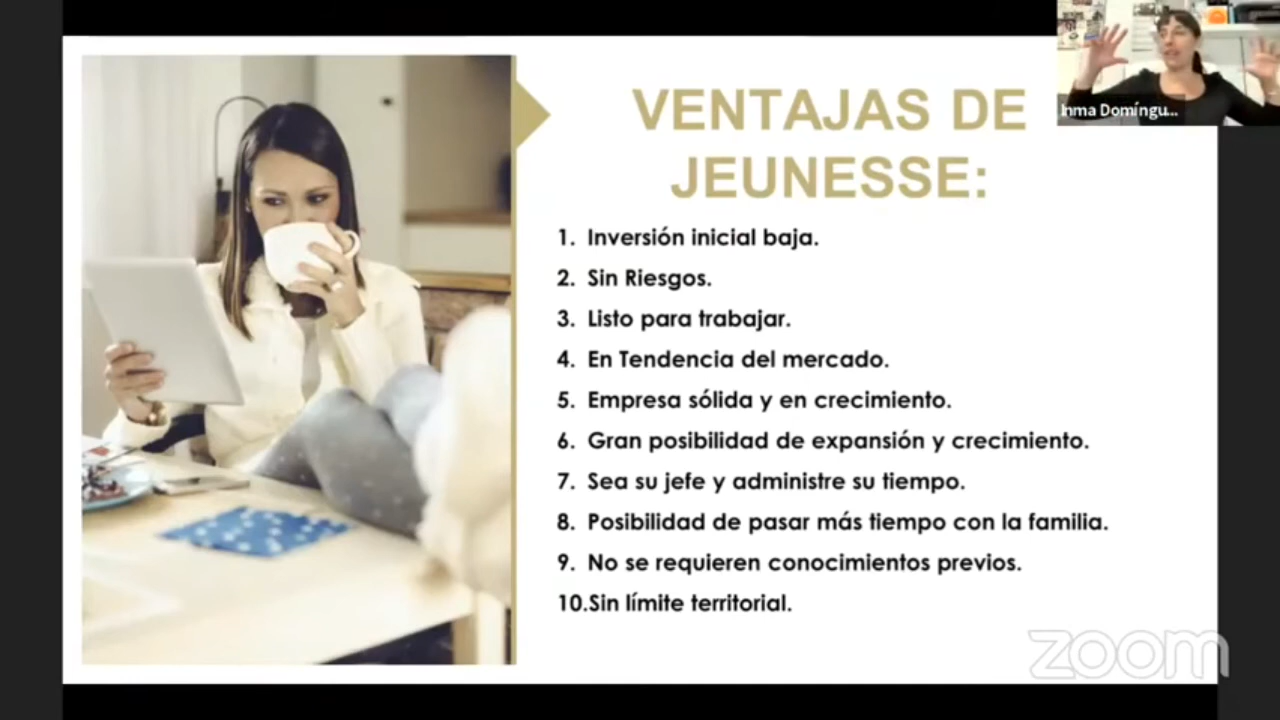 VENTAJAS DE
JEUNESSE:
1. Inversión inicial baja.
2. Sin Riesgos.
3. Listo para trabajar.
4. En Tendencia del mercado.
5. Empresa sólida y en crecimiento.
6. Gran posibilidad de expansión y crecimiento.
7. Sea su jefe y administre su tiempo.
8. Posibilidad de pasar más tiempo con la familia.
9. No se requieren conocimientos previos.
10.Sin límite territorial.
Inma Domíngu...
zoom